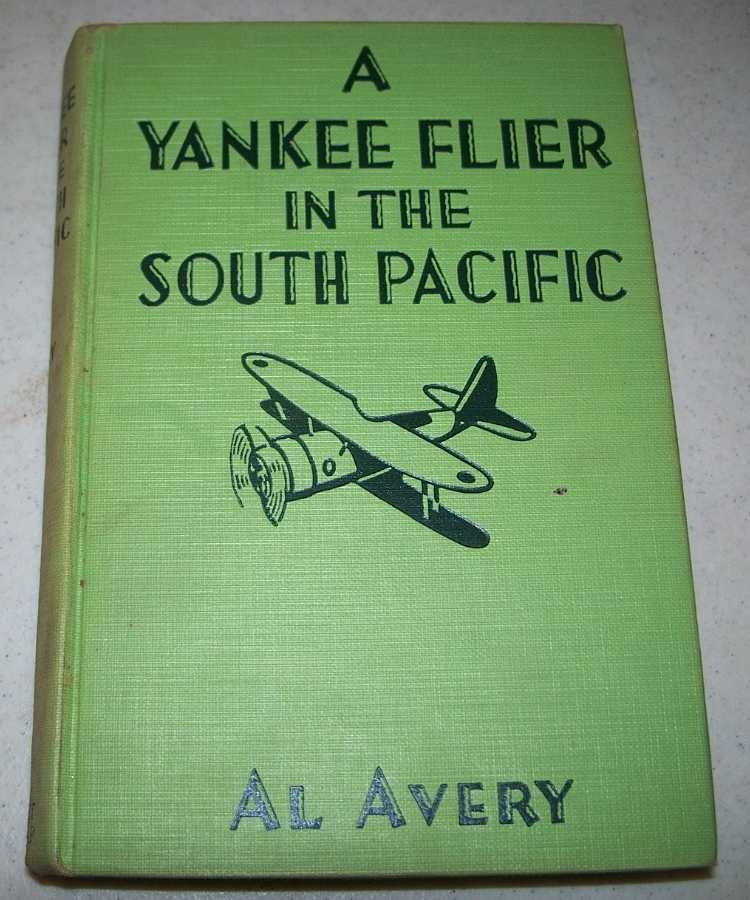 A
YANKEE FLIER
IN THE
SOUTH PACIFIC
AL AVERY